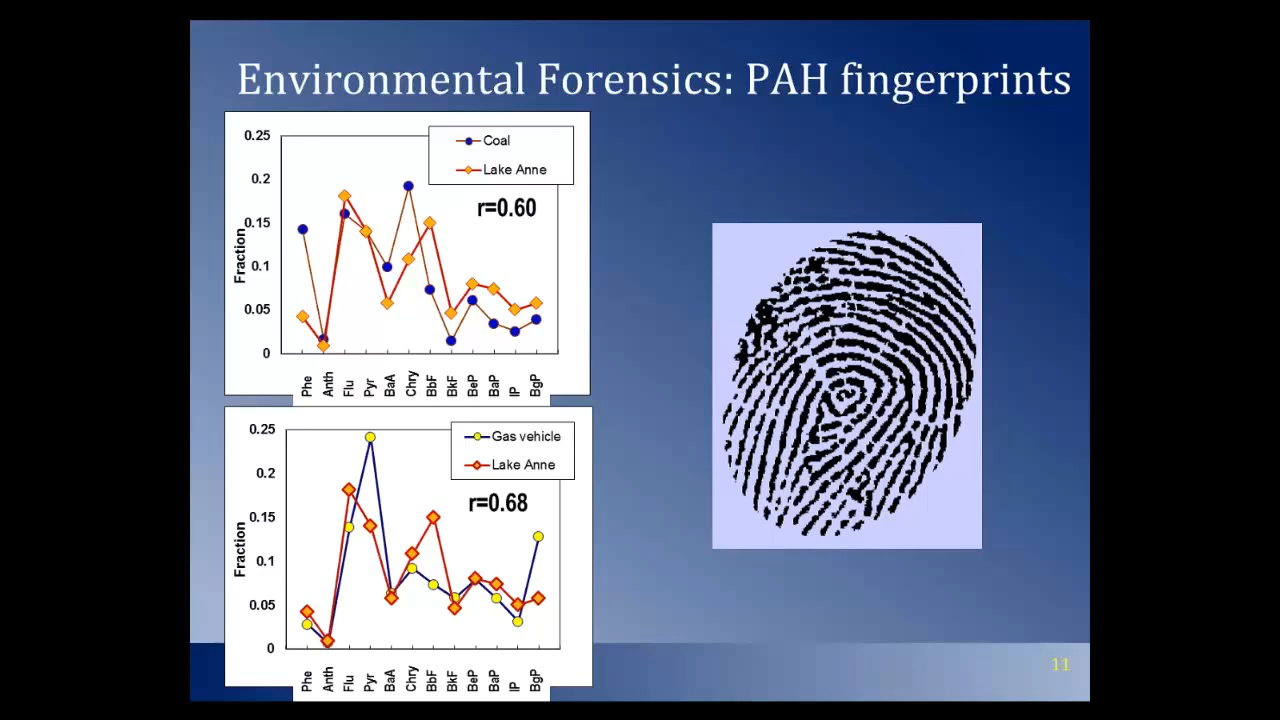 Environmental Forensics: PAH fingerprints
0.25
0.2
0.15
0.1
0.05
0
Fraction
Coal
Lake Anne
r=0.60
Phe Anth Flu Pyr BaA Chry BbF BkF BeP BaP IP BgP
0.25
0.2
0.15
0.1
0.05
0
Fraction
Gas vehicle
Lake Anne
r=0.68
Phe Anth Flu Pyr BaA Chry BbF BkF BeP BaP IP BgP
11